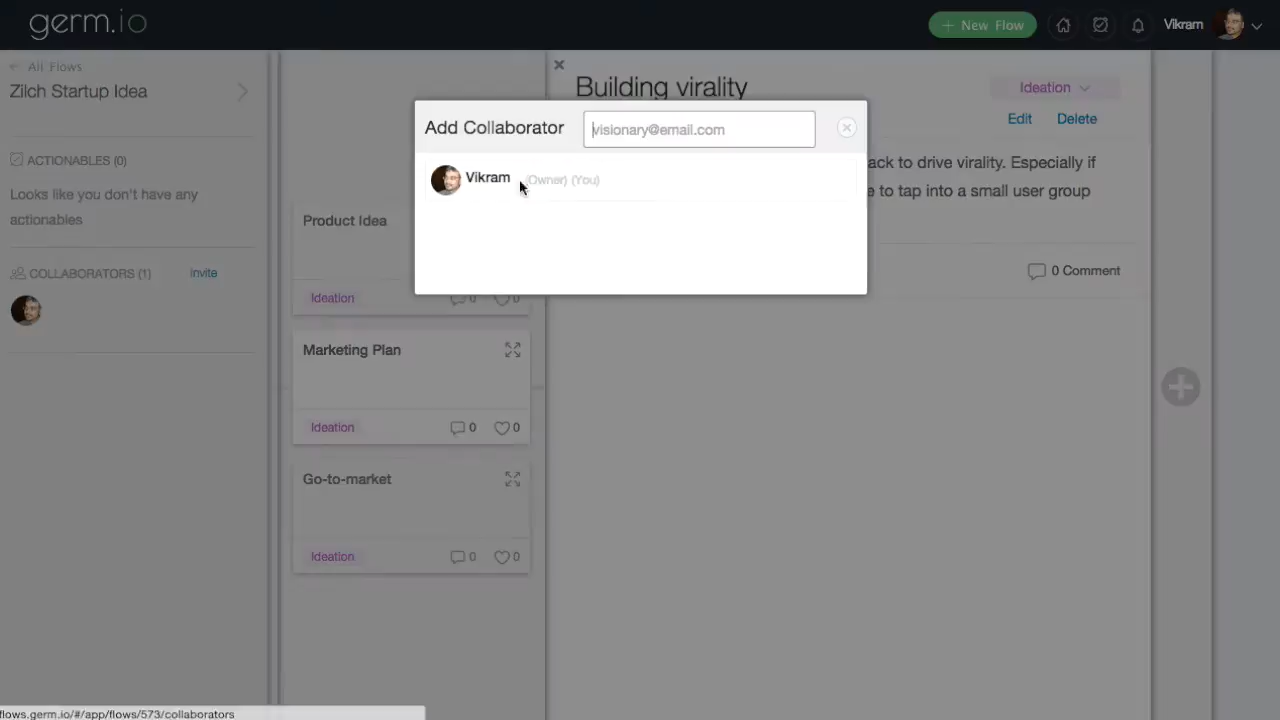 germ.io
New Flow
Vikram
All Flows
Zilch Startup Idea
ACTIONABLES (0)
Looks like you don't have any
actionables
COLLABORATORS (1) Invite
Product Idea
Ideation 0 0
Marketing Plan
Ideation 0 0
Go-to-market
Ideation 0 0
Building virality
Ideation
Edit Delete
ack to drive virality. Especially if
e to tap into a small user group
0 Comment
Add Collaborator
visionary@email.com
Vikram (Owner) (You)
flows.germ.io/#/app/flows/573/collaborators